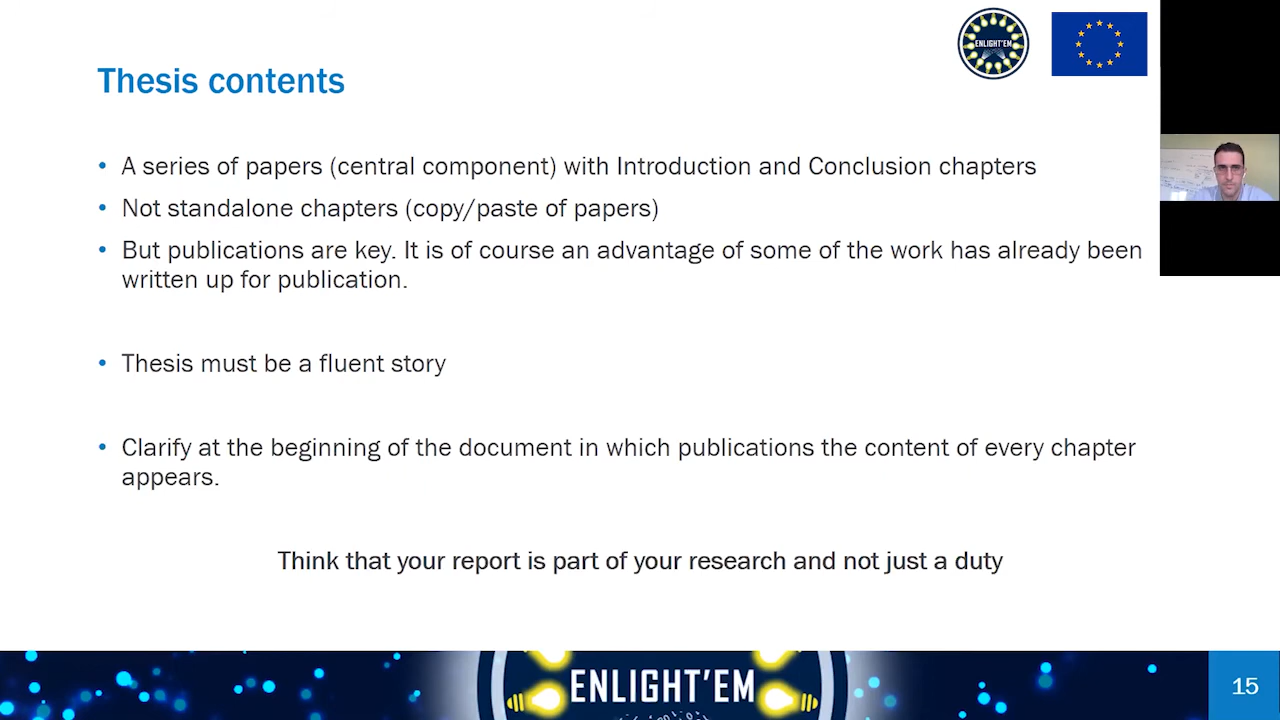 ENLIGHT'EM
Thesis contents
• A series of papers (central component) with Introduction and Conclusion chapters
• Not standalone chapters (copy/paste of papers)
• But publications are key. It is of course an advantage of some of the work has already been
written up for publication.
• Thesis must be a fluent story
• Clarify at the beginning of the document in which publications the content of every chapter
appears.
Think that your report is part of your research and not just a duty
ENLIGHT'EM
15